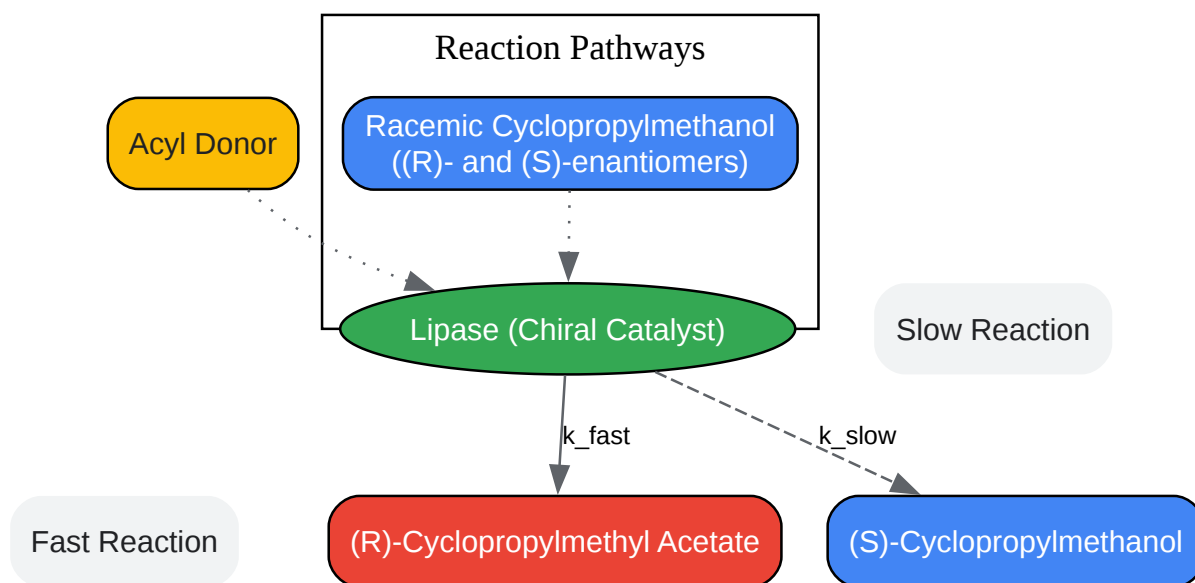 Reaction Pathways
Acyl Donor
Racemic Cyclopropylmethanol
((R)- and (S)-enantiomers)
Lipase (Chiral Catalyst)
Slow Reaction
k_fast
k_slow
Fast Reaction
(R)-Cyclopropylmethyl Acetate
(S)-Cyclopropylmethanol